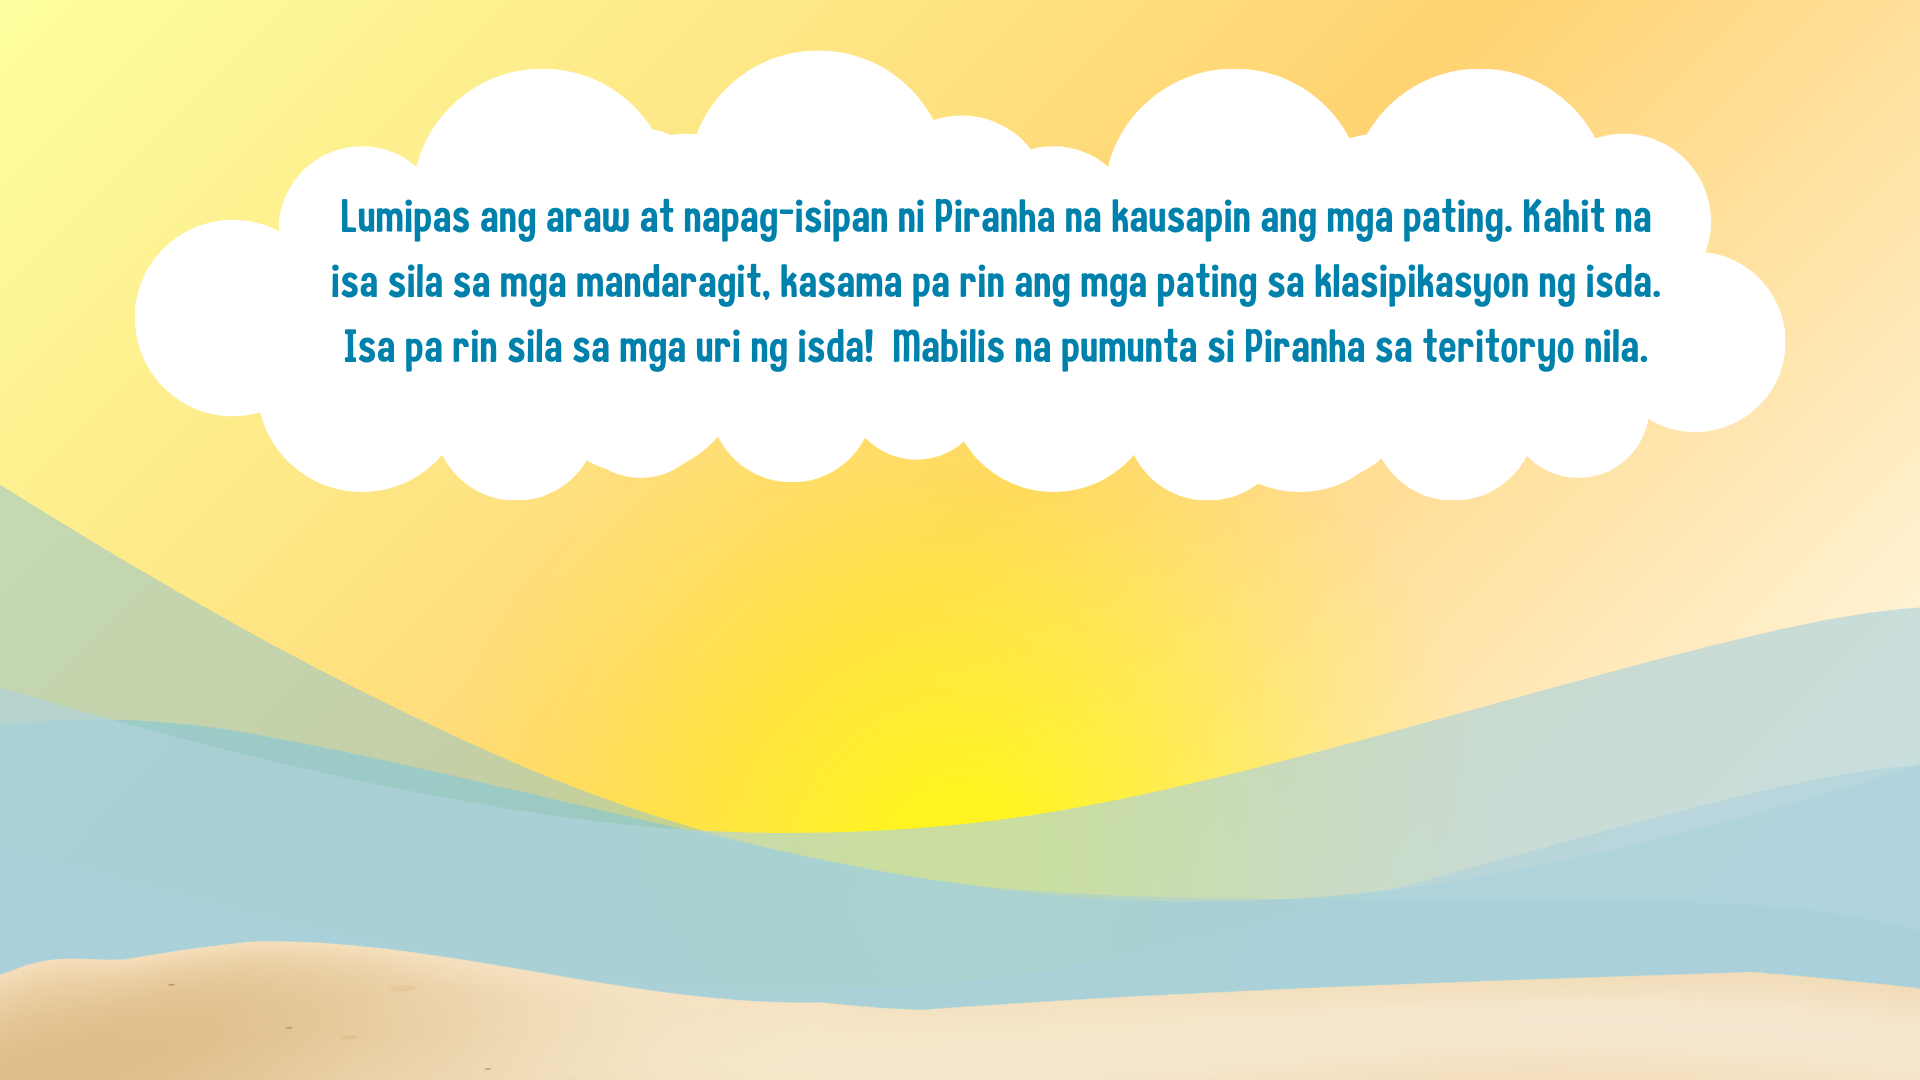 Lumipas ang araw at napag-isipan ni Piranha na kausapin ang mga pating. Kahit na
isa sila sa mga mandaragit, kasama pa rin ang mga pating sa klasipikasyon ng isda.
Isa pa rin sila sa mga uri ng isda!  Mabilis na pumunta si Piranha sa teritoryo nila.